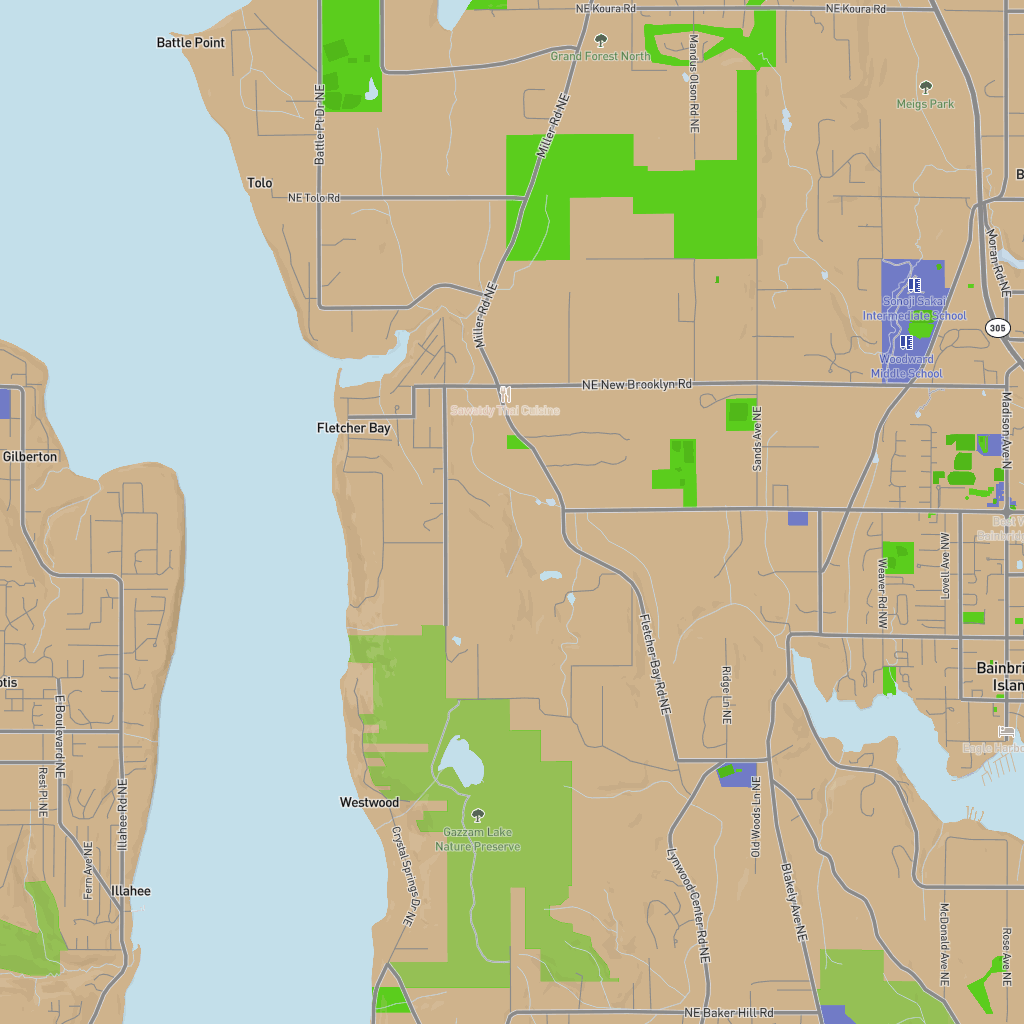 NE Koura Rd
NE Koura Rd
Battle Point
Grand Forest North
Mandus Olson Rd NE
Meigs Park
Battle Pt Dr NE
Miller Rd NE
Tolo
NE Tolo Rd
Moran Rd NE
Sonoji Sakai
Intermediate School
305
Miller Rd NE
Woodward
Middle School
NE New Brooklyn Rd
Sawatdy Thai Cuisine
Fletcher Bay
Sands Ave NE
Madison Ave N
Gilberton
Weaver Rd NW
Lovell Ave NW
Fletcher Bay Rd NE
Ridge Ln NE
E Boulevard NE
Rest Pl NE
Illahee Rd NE
Westwood
Gazzam Lake
Nature Preserve
Crystal Springs Dr NE
Old Woods Ln NE
Fern Ave NE
Illahee
Lynwood Center Rd NE
Blakely Ave NE
McDonald Ave NE
Rose Ave NE
NE Baker Hill Rd